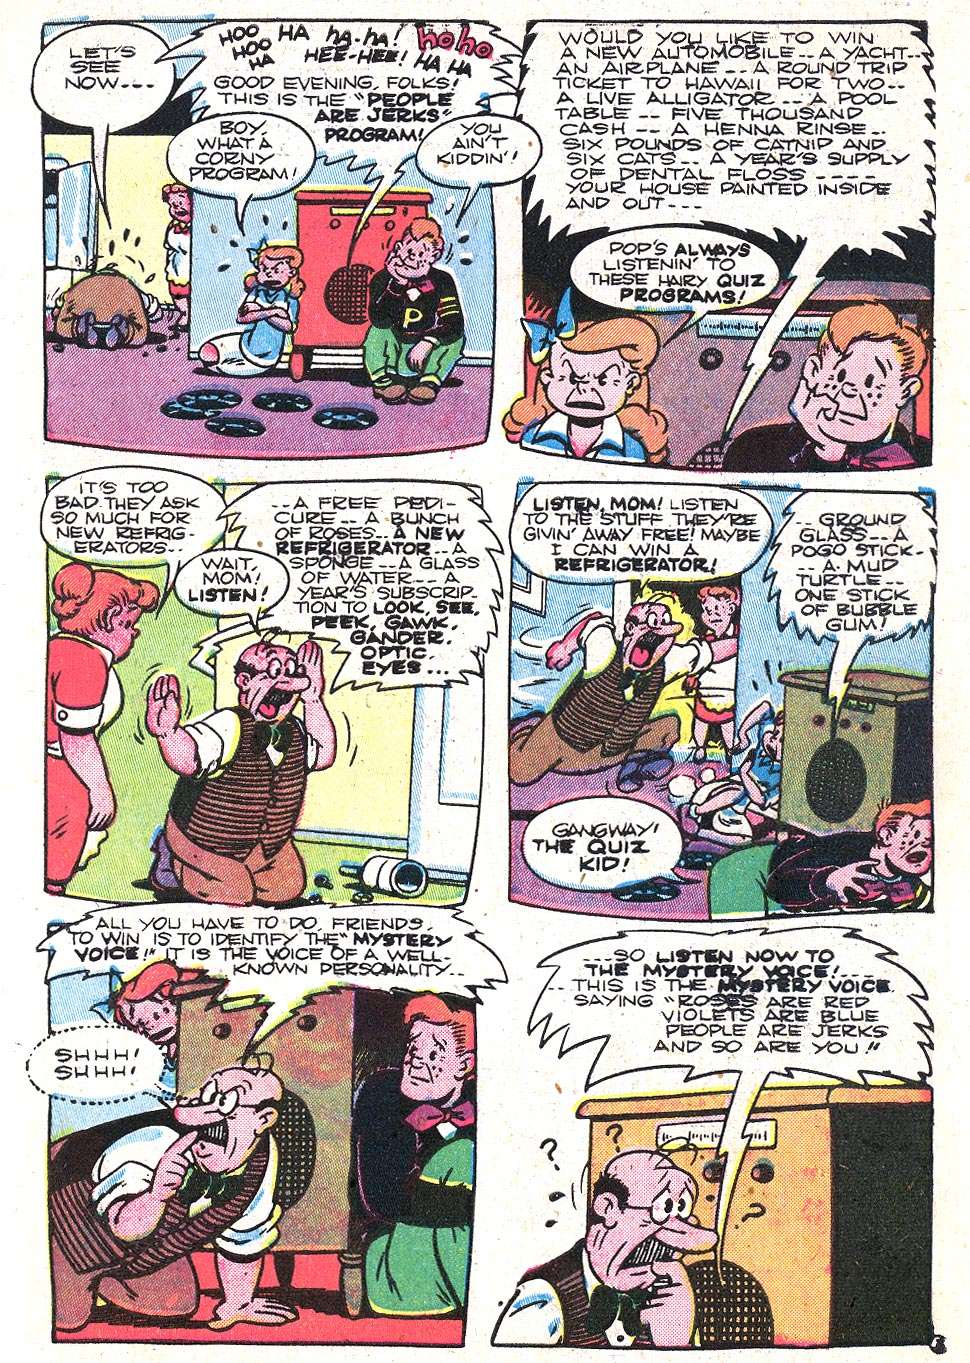 LET'S
SEE
NOW---
HOO HOO HA HA HA-HA! HEE-HEE! HO HO HA HA
GOOD EVENING, FOLKS!
THIS IS THE "PEOPLE
ARE JERKS"
PROGRAM!
BOY,
WHAT A
CORNY
PROGRAM!
YOU
AIN'T
KIDDIN'!
P
WOULD YOU LIKE TO WIN
A NEW AUTOMOBILE--A YACHT--
AN AIRPLANE -- A ROUND TRIP
TICKET TO HAWAII FOR TWO--
A LIVE ALLIGATOR -- A POOL
TABLE -- FIVE THOUSAND
CASH -- A HENNA RINSE--
SIX POUNDS OF CATNIP AND
SIX CATS-- A YEAR'S SUPPLY
OF DENTAL FLOSS ----
YOUR HOUSE PAINTED INSIDE
AND OUT---
POP'S ALWAYS
LISTENIN' TO
THESE HAIRY QUIZ
PROGRAMS!
IT'S TOO
BAD THEY ASK
SO MUCH FOR
NEW REFRIG-
ERATORS--
WAIT,
MOM!
LISTEN!
--A FREE PEDI-
CURE -- A BUNCH
OF ROSES-- A NEW
REFRIGERATOR--A
SPONGE--A GLASS
OF WATER--A
YEAR'S SUBSCRIP-
TION TO LOOK, SEE,
PEEK, GAWK,
GANDER,
OPTIC,
EYES...
LISTEN, MOM! LISTEN
TO THE STUFF THEY'RE
GIVIN' AWAY FREE! MAYBE
I CAN WIN A
REFRIGERATOR!
-- GROUND
GLASS--A
POGO STICK-
--A MUD
TURTLE--
ONE STICK
OF BUBBLE
GUM!
GANGWAY!
THE QUIZ
KID!
ALL YOU HAVE TO DO, FRIENDS,
TO WIN IS TO IDENTIFY THE "MYSTERY
VOICE!" IT IS THE VOICE OF A WELL-
KNOWN PERSONALITY--
SHHH!
SHHH!
---SO LISTEN NOW TO
THE MYSTERY VOICE!---
--THIS IS THE MYSTERY VOICE
SAYING "ROSES ARE RED
VIOLETS ARE BLUE
PEOPLE ARE JERKS
AND SO ARE YOU!"
?
?
?